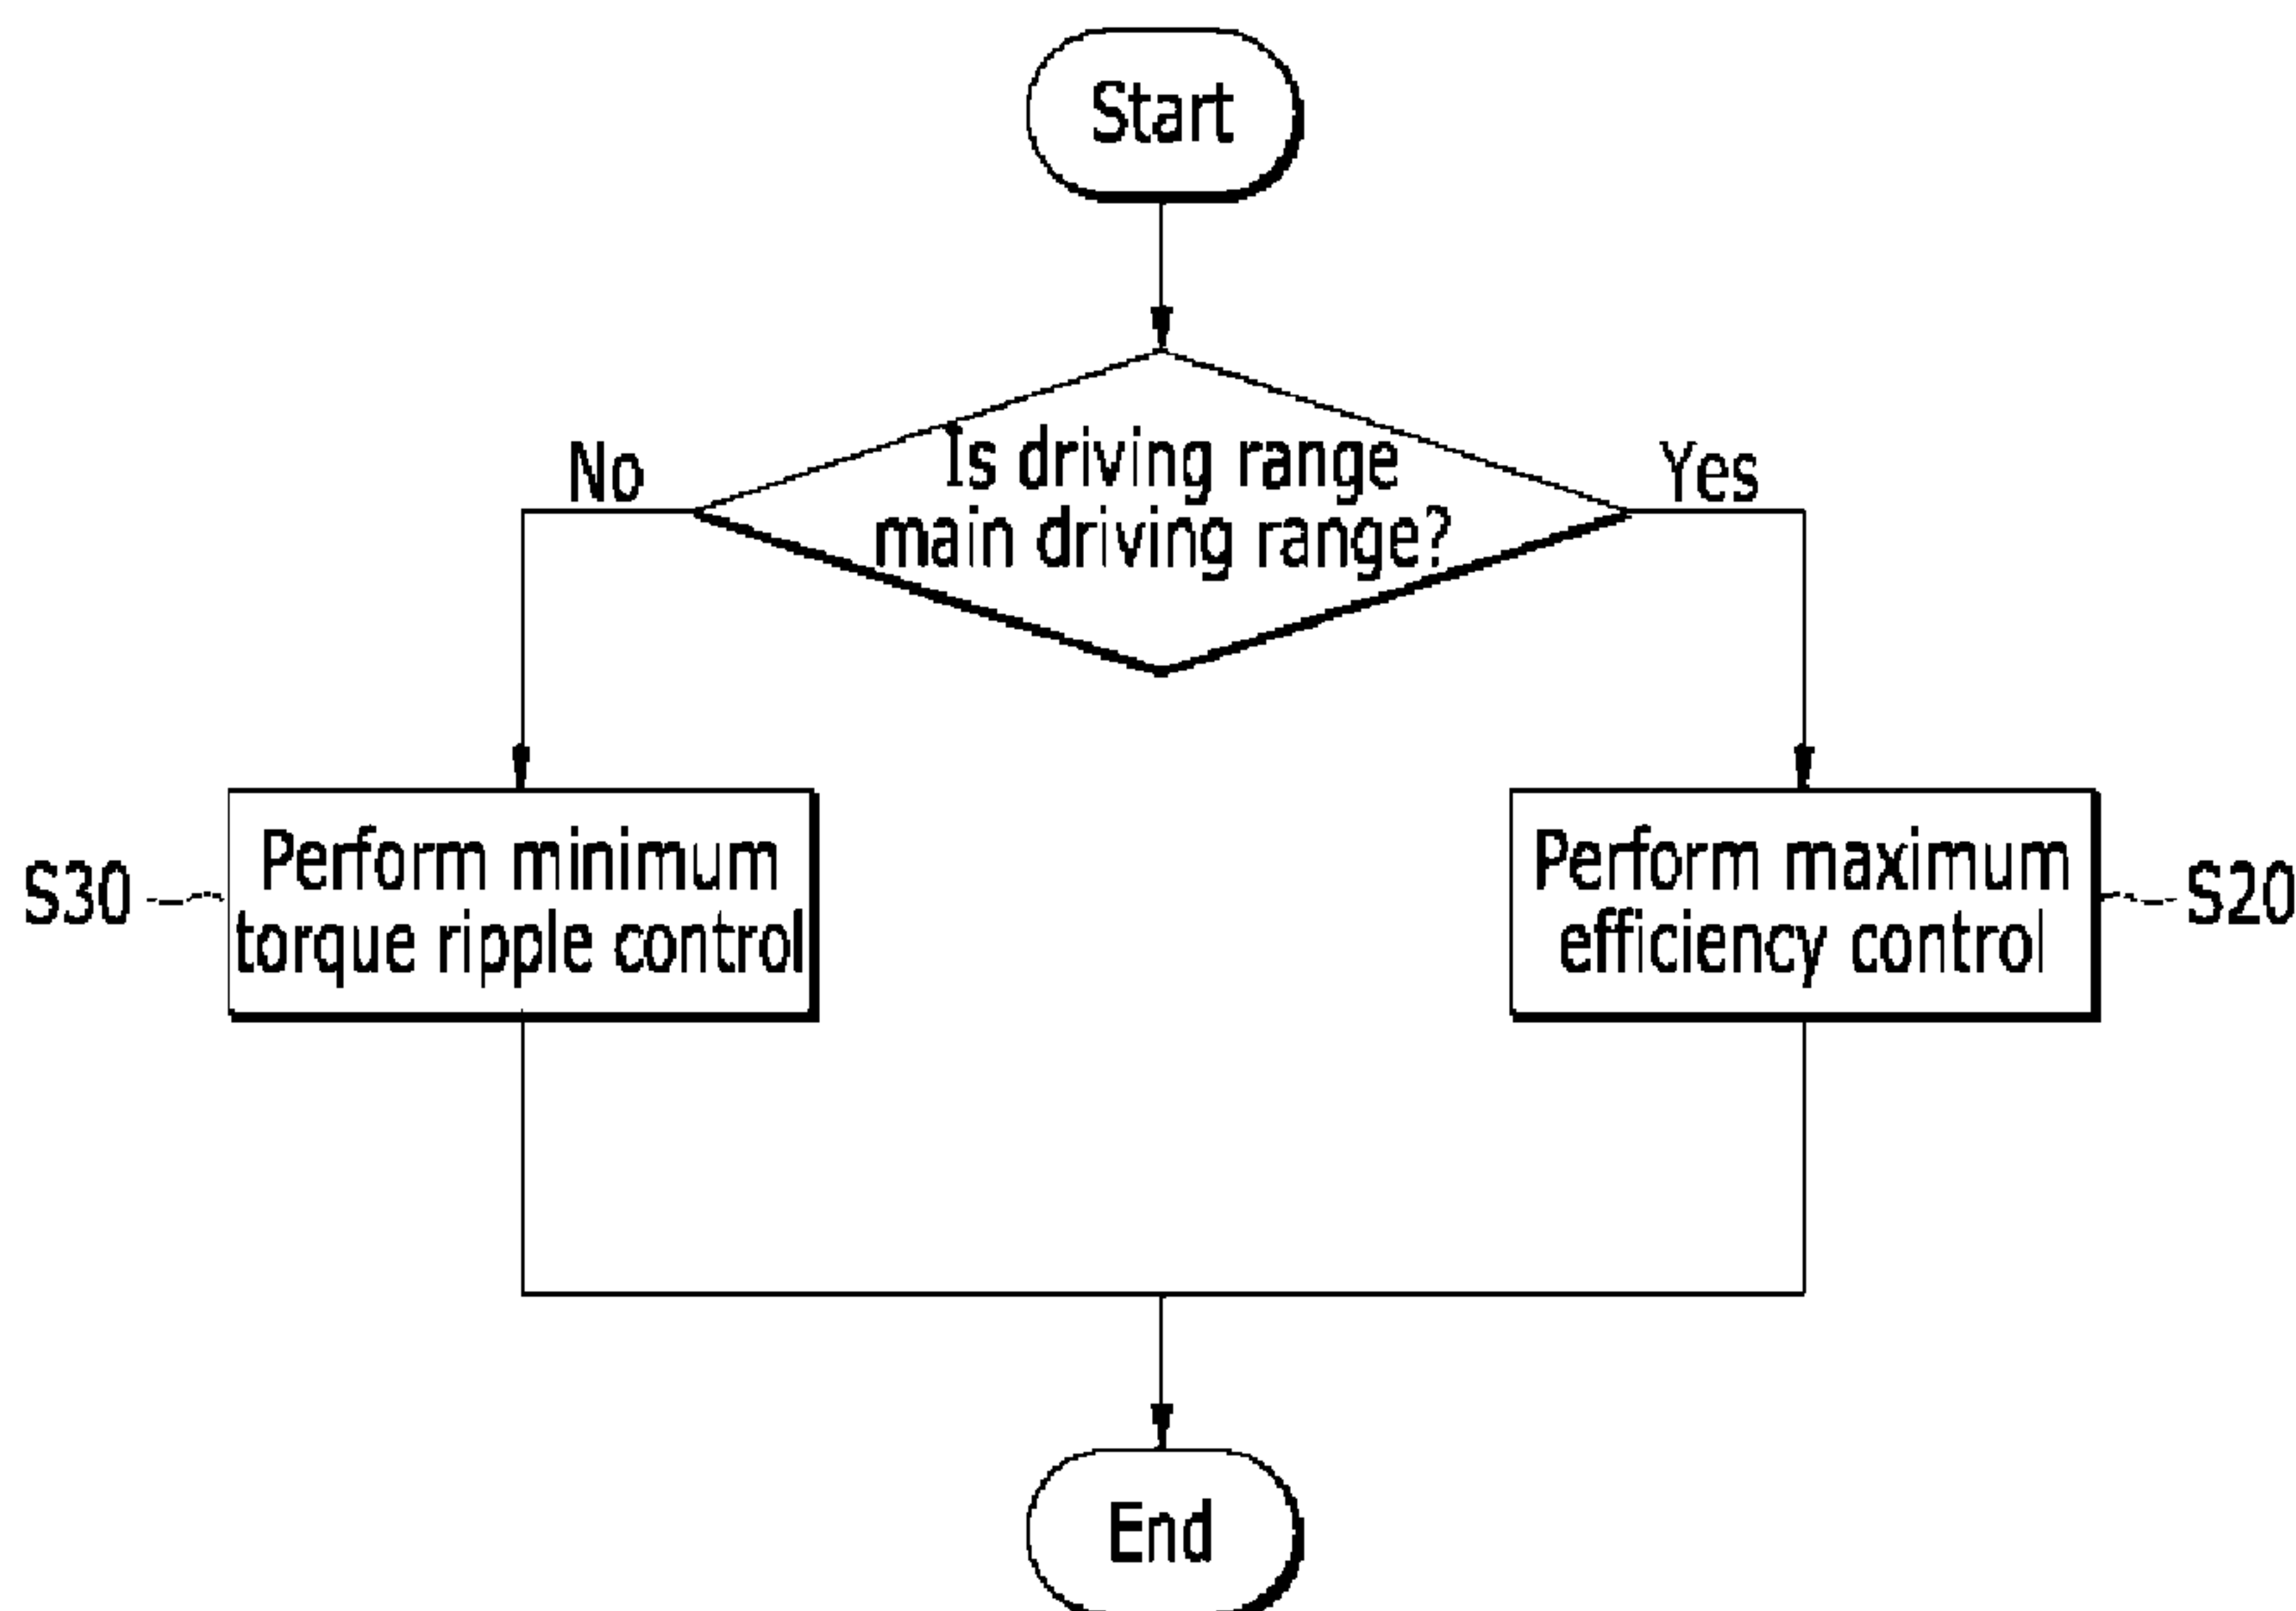 Start
Is driving range
main driving range?
No
Yes
S30
Perform minimum
torque ripple control
Perform maximum
efficiency control
S20
End